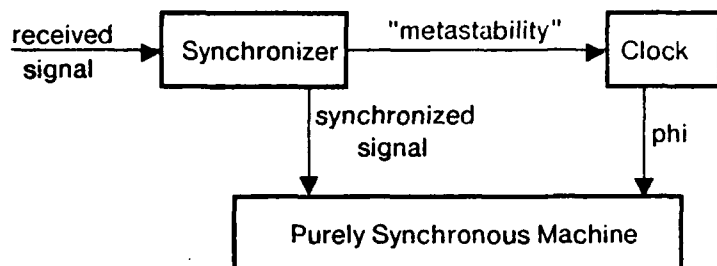 received
signal
Synchronizer
"metastability"
Clock
synchronized
signal
phi
Purely Synchronous Machine